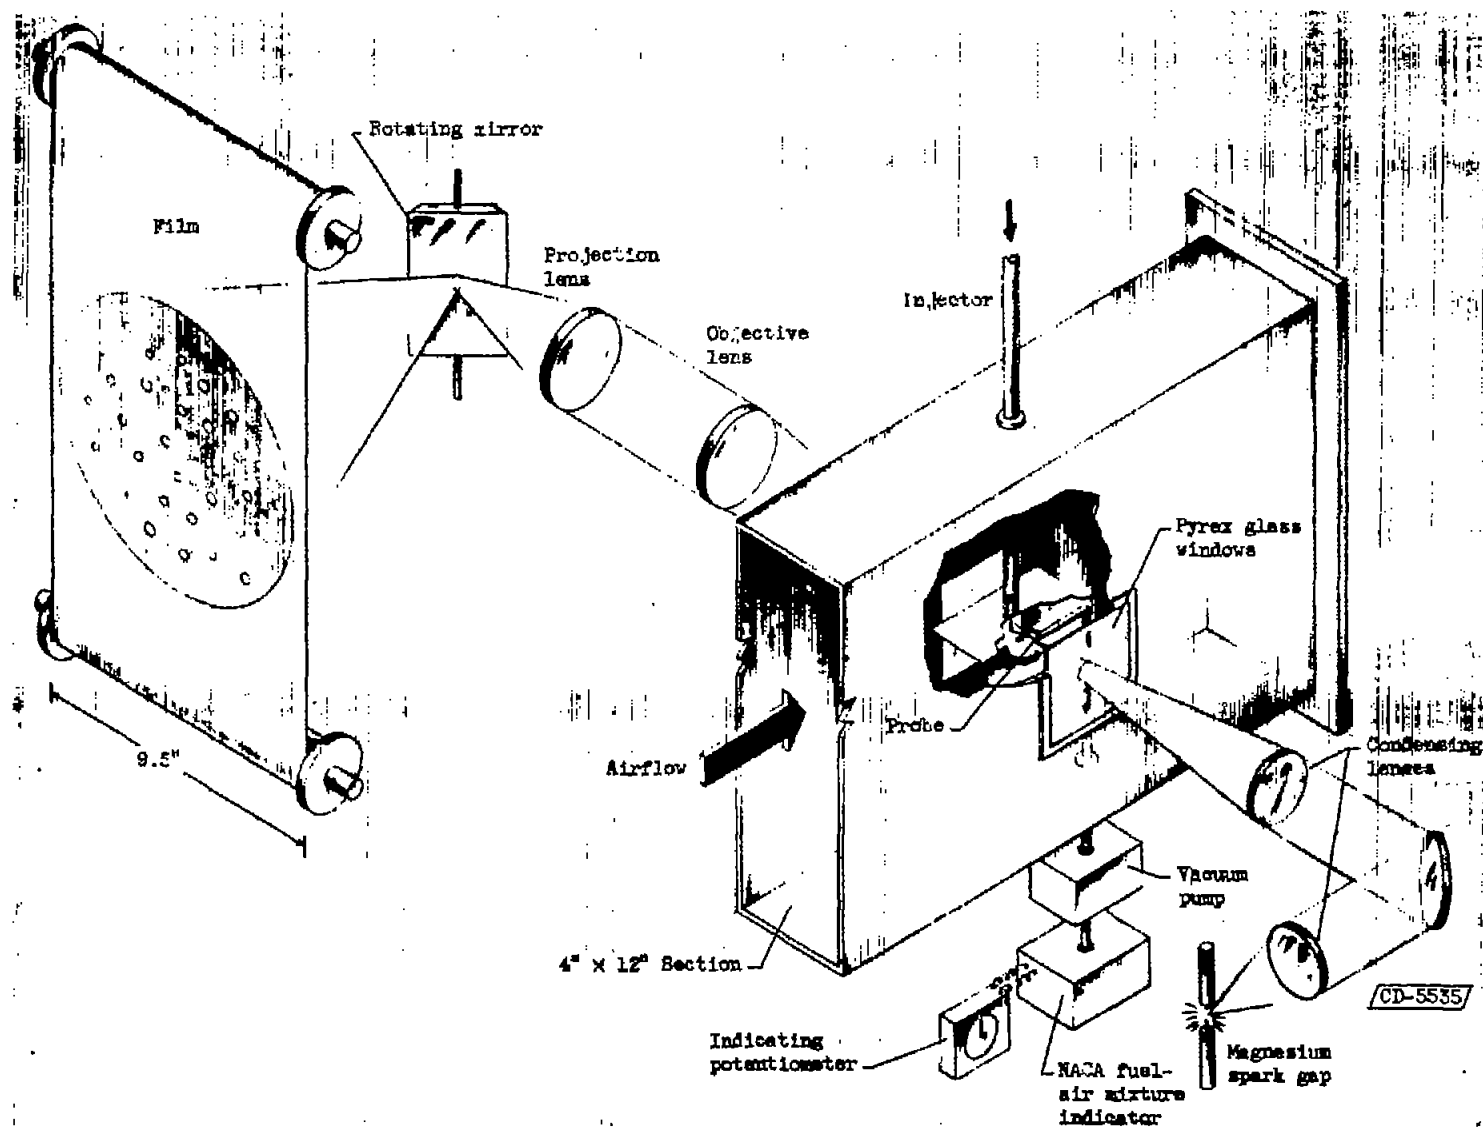 Rotating mirror
Film
Projection
lens
Injector
Objective
lens
Pyrex glass
windows
Probe
Airflow
9.5"
Condensing
lenses
Vacuum
pump
4" × 12" Section
CD-5535
Indicating
potentiometer
Magnesium
spark gap
NACA fuel-
air mixture
indicator